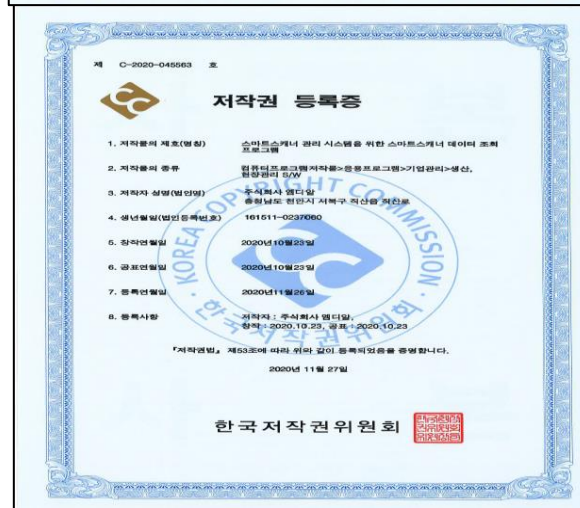 제 C-2020-045563 호
저작권 등록증
1. 저작물의 제호(명칭) 스마트스캐너 관리 시스템을 위한 스마트스캐너 데이터 조회
프로그램
2. 저작물의 종류 컴퓨터프로그램저작물>응용프로그램>기업관리>생산,
현장관리 S/W
3. 저작자 성명(법인명) 주식회사 엠디알
충청남도 천안시 서북구 직산읍 직산로
4. 생년월일(법인등록번호) 161511-0237060
5. 창작연월일 2020년10월23일
6. 공표연월일 2020년10월23일
7. 등록연월일 2020년11월26일
8. 등록사항 저작자 : 주식회사 엠디알,
창작 : 2020.10.23, 공표 : 2020.10.23
『저작권법』 제53조에 따라 위와 같이 등록되었음을 증명합니다.
2020년 11월 27일
한국저작권위원회
KOREA COPYRIGHT COMMISSION
한국저작권위원회